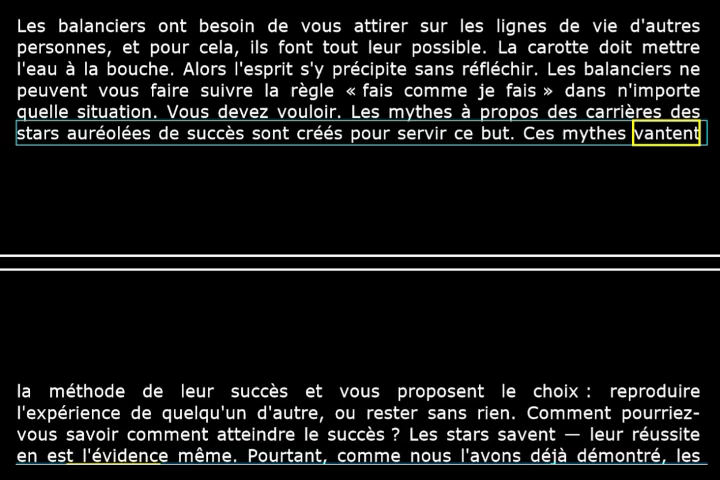 Les balanciers ont besoin de vous attirer sur les lignes de vie d'autres
personnes, et pour cela, ils font tout leur possible. La carotte doit mettre
l'eau à la bouche. Alors l'esprit s'y précipite sans réfléchir. Les balanciers ne
peuvent vous faire suivre la règle « fais comme je fais » dans n'importe
quelle situation. Vous devez vouloir. Les mythes à propos des carrières des
stars auréolées de succès sont créés pour servir ce but. Ces mythes vantent
la méthode de leur succès et vous proposent le choix : reproduire
l'expérience de quelqu'un d'autre, ou rester sans rien. Comment pourriez-
vous savoir comment atteindre le succès ? Les stars savent — leur réussite
en est l'évidence même. Pourtant, comme nous l'avons déjà démontré, les